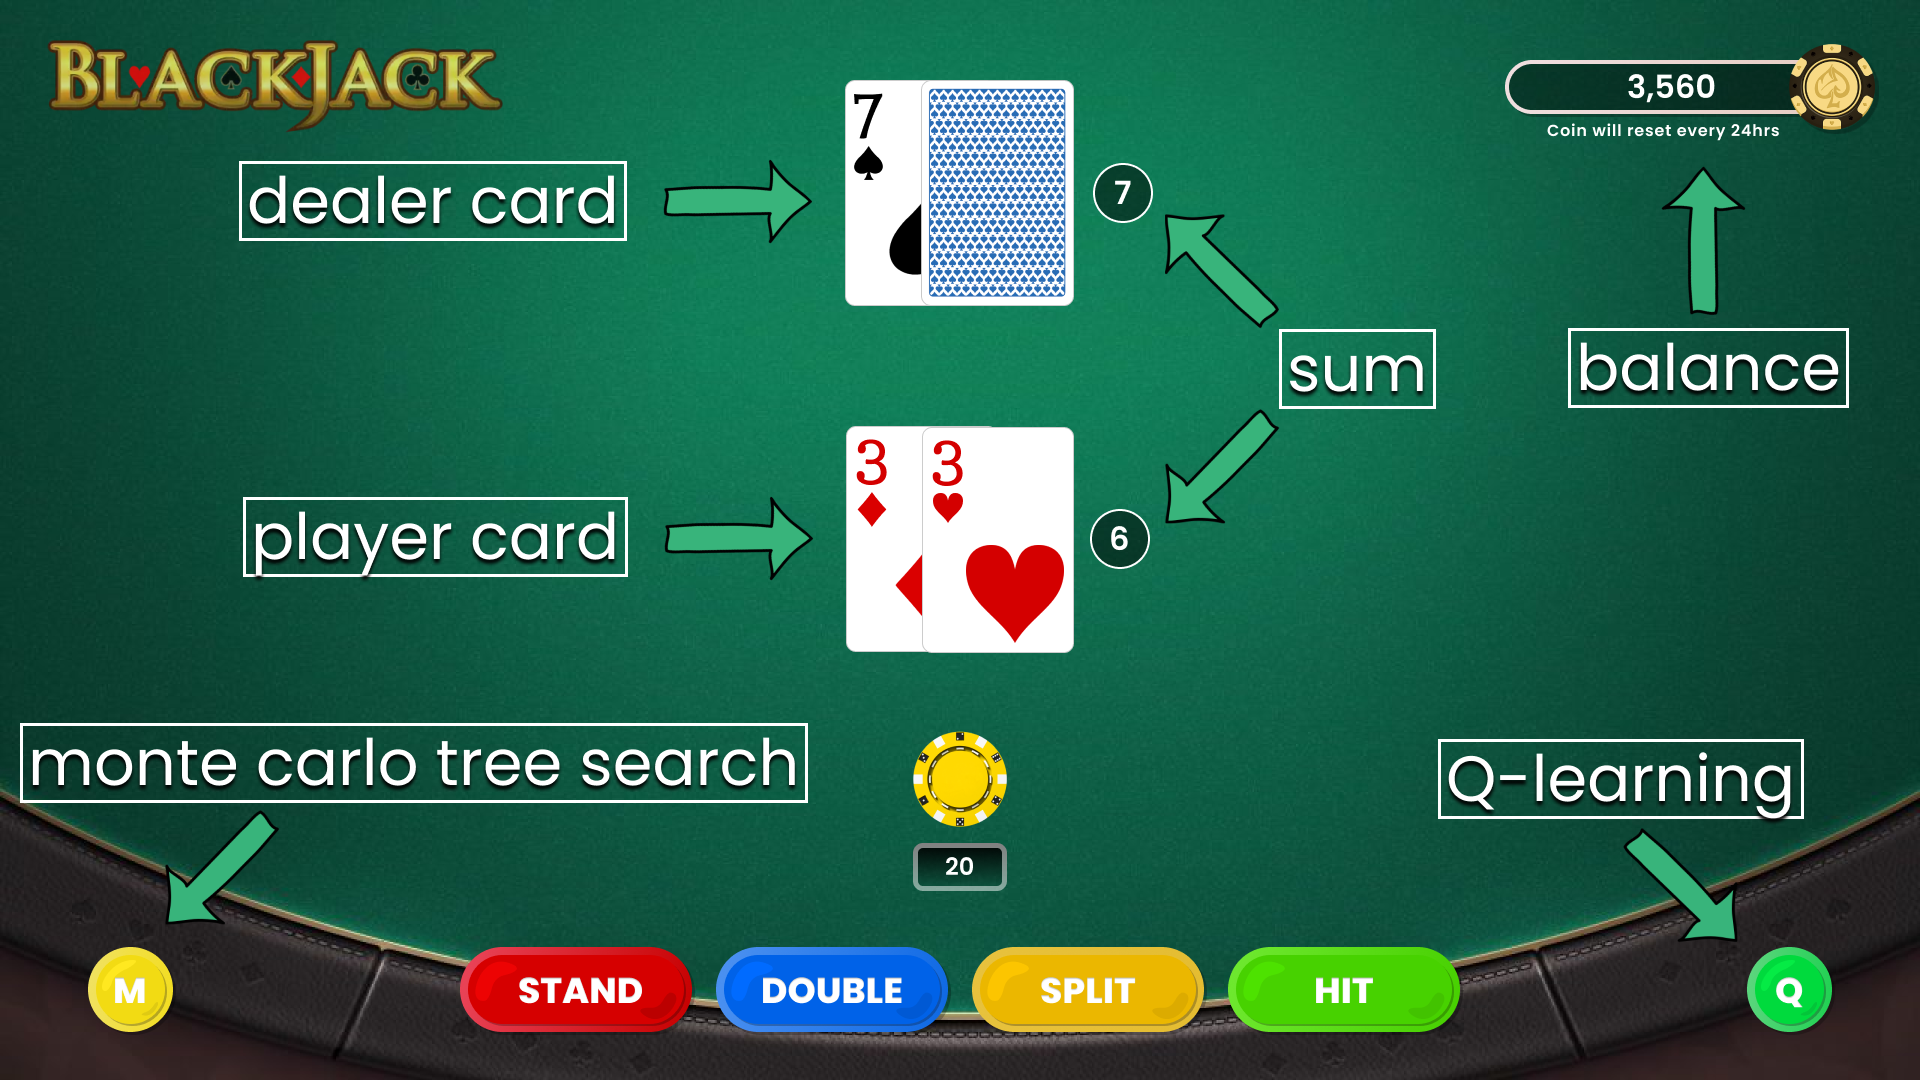 BLACKJACK
3,560
Coin will reset every 24hrs
7
dealer card
7
sum
balance
3
3
player card
6
monte carlo tree search
Q-learning
20
M
STAND
DOUBLE
SPLIT
HIT
Q